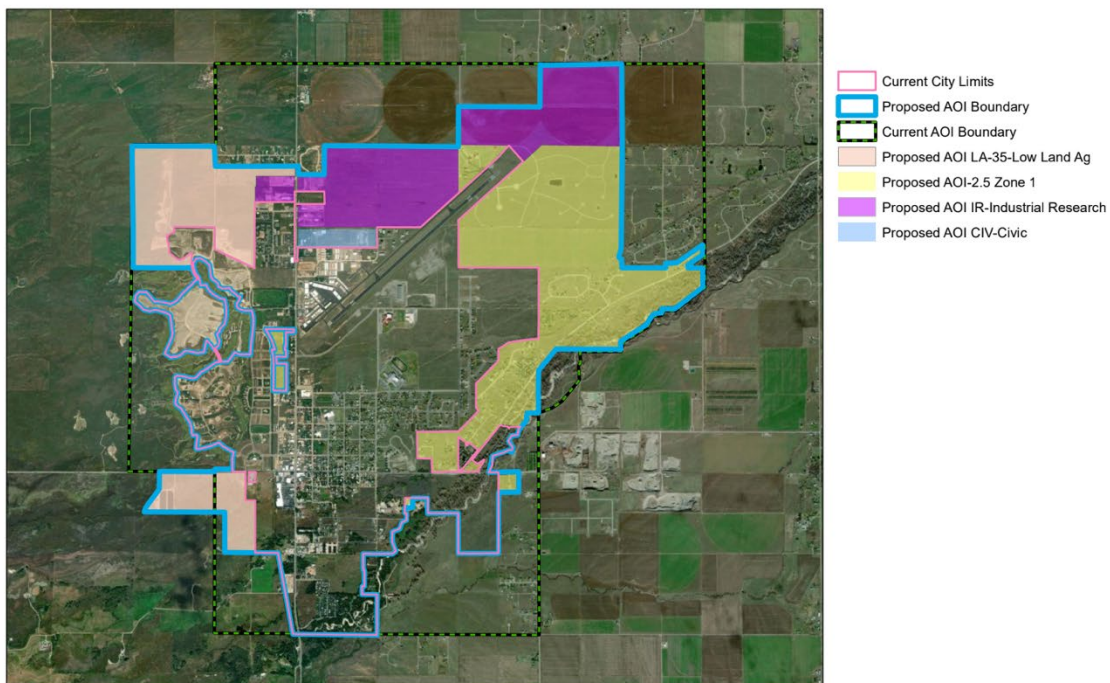 Current City Limits
Proposed AOI Boundary
Current AOI Boundary
Proposed AOI LA-35-Low Land Ag
Proposed AOI-2.5 Zone 1
Proposed AOI IR-Industrial Research
Proposed AOI CIV-Civic